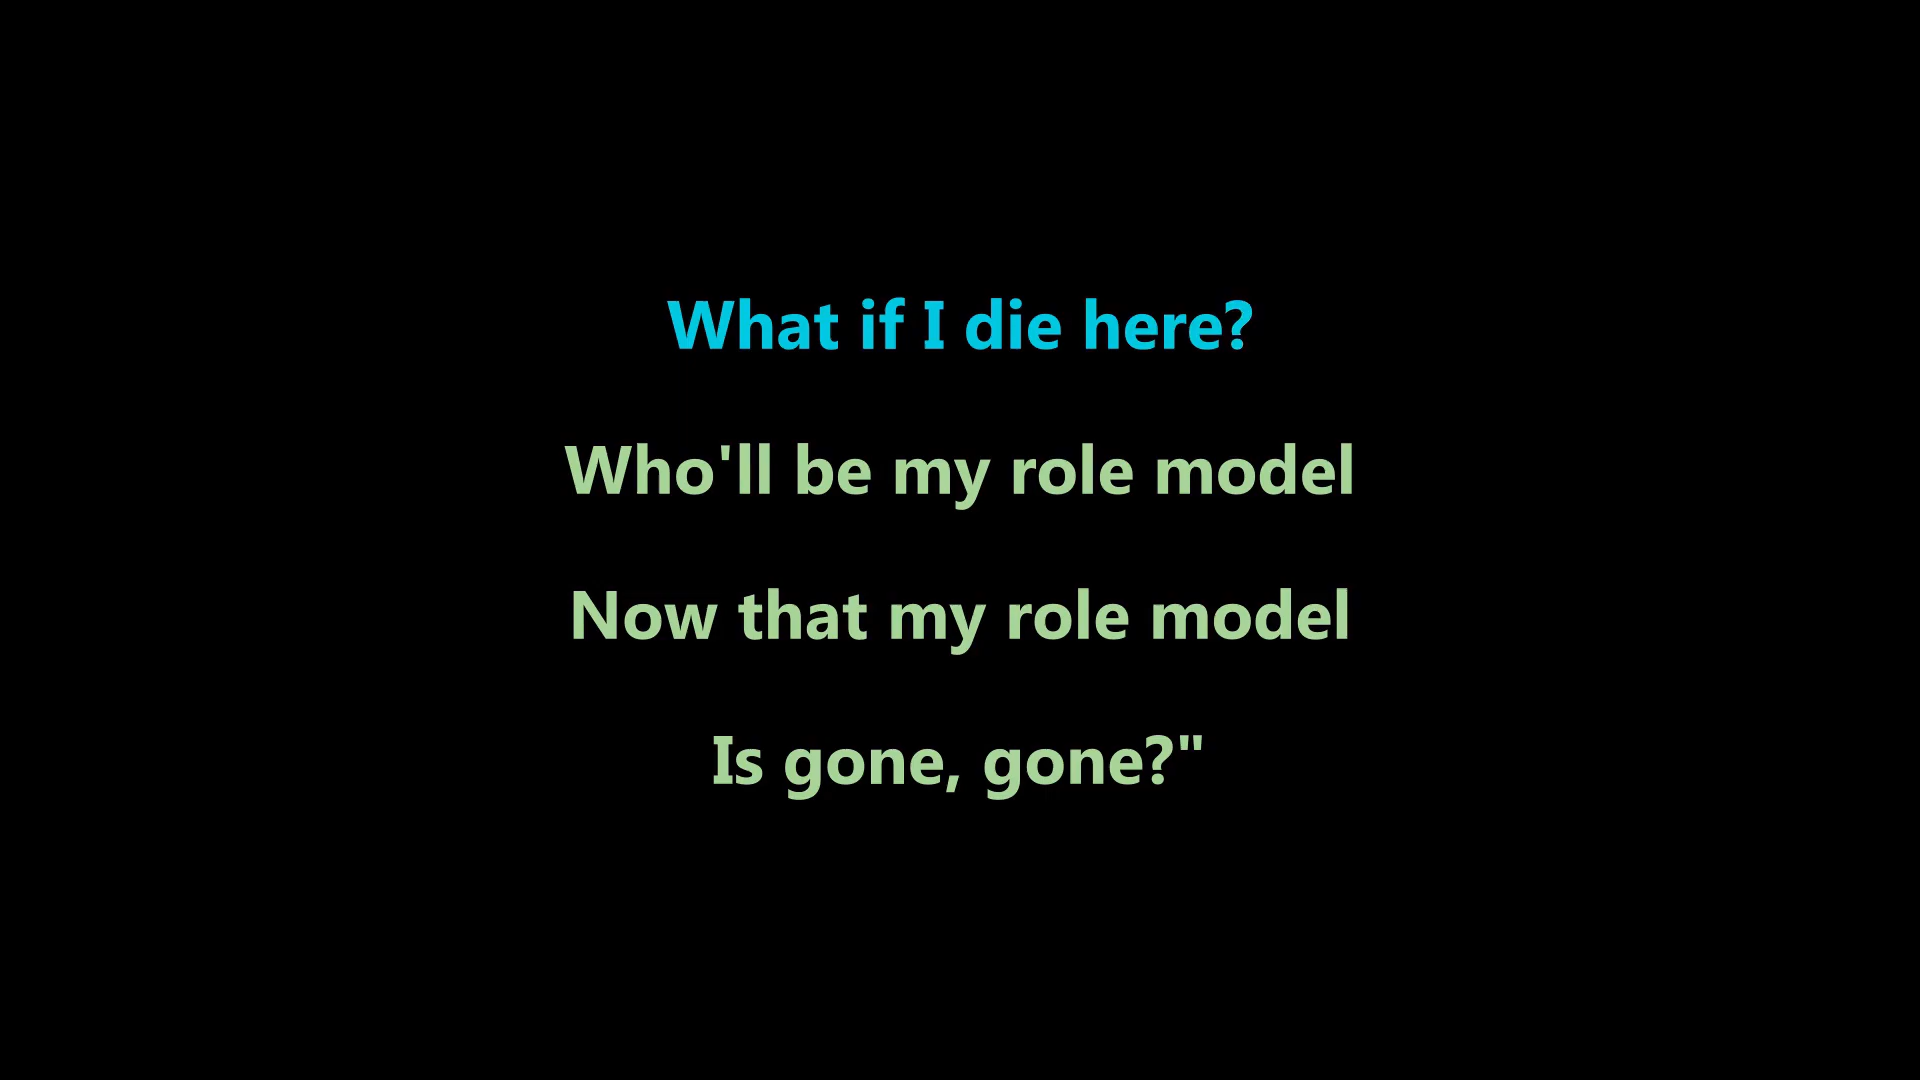 What if I die here?
Who'll be my role model
Now that my role model
Is gone, gone?"